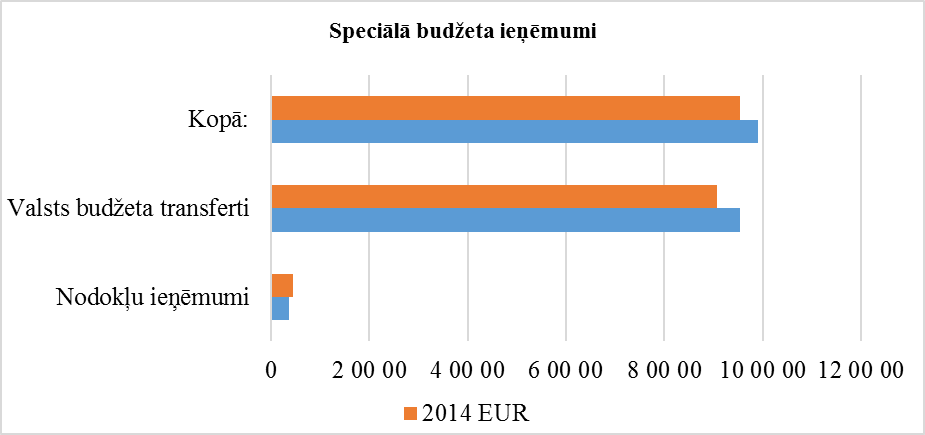 Speciālā budžeta ieņēmumi
Kopā:
Valsts budžeta transferti
Nodokļu ieņēmumi
0 2 00 00 4 00 00 6 00 00 8 00 00 10 00 00 12 00 00
2014 EUR